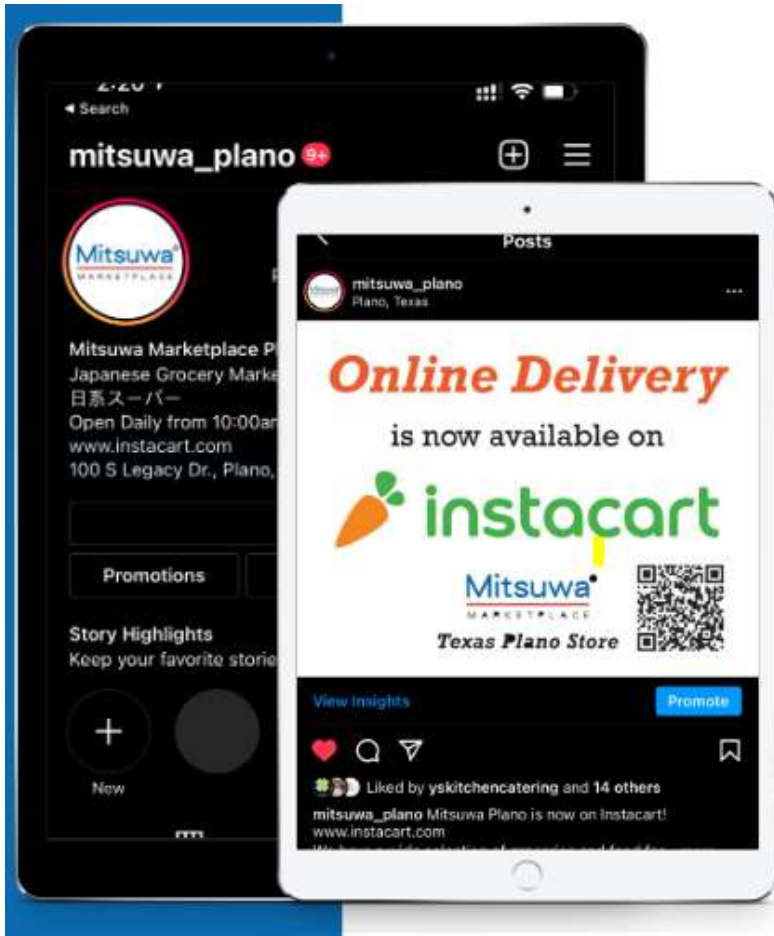 Search
mitsuwa_plano 9+
Mitsuwa
MARKETPLACE
Mitsuwa Marketplace P
Japanese Grocery Marke
日系スーパー
Open Daily from 10:00a
www.instacart.com
100 S Legacy Dr., Plano,
Promotions
Story Highlights
Keep your favorite storie
New
Posts
mitsuwa_plano
Plano, Texas
Online Delivery
is now available on
instacart
Mitsuwa
MARKETPLACE
Texas Plano Store
View Insights
Promote
Liked by yskitchencatering and 14 others
mitsuwa_plano Mitsuwa Plano is now on Instacart!
www.instacart.com